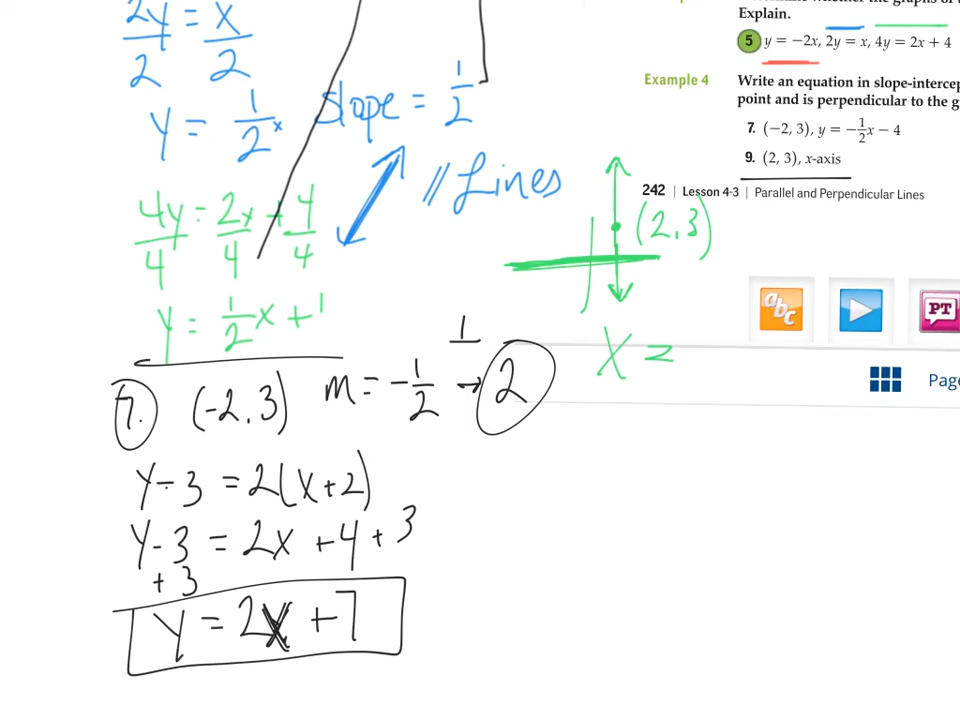 2y = x
2 2
y = 1/2 x slope = 1/2
// Lines
4y = 2x + 4
4 4 4
y = 1/2 x + 1
7. (-2, 3) m = -1/2 → 2
⊥
y - 3 = 2(x + 2)
y - 3 = 2x + 4 + 3
+ 3
y = 2x + 7
(2, 3)
x =
Explain.
5 y = −2x, 2y = x, 4y = 2x + 4
Example 4 Write an equation in slope-interce
point and is perpendicular to the g
7. (−2, 3), y = −1/2 x − 4
9. (2, 3), x-axis
242 | Lesson 4-3 | Parallel and Perpendicular Lines
abc
PT
Page